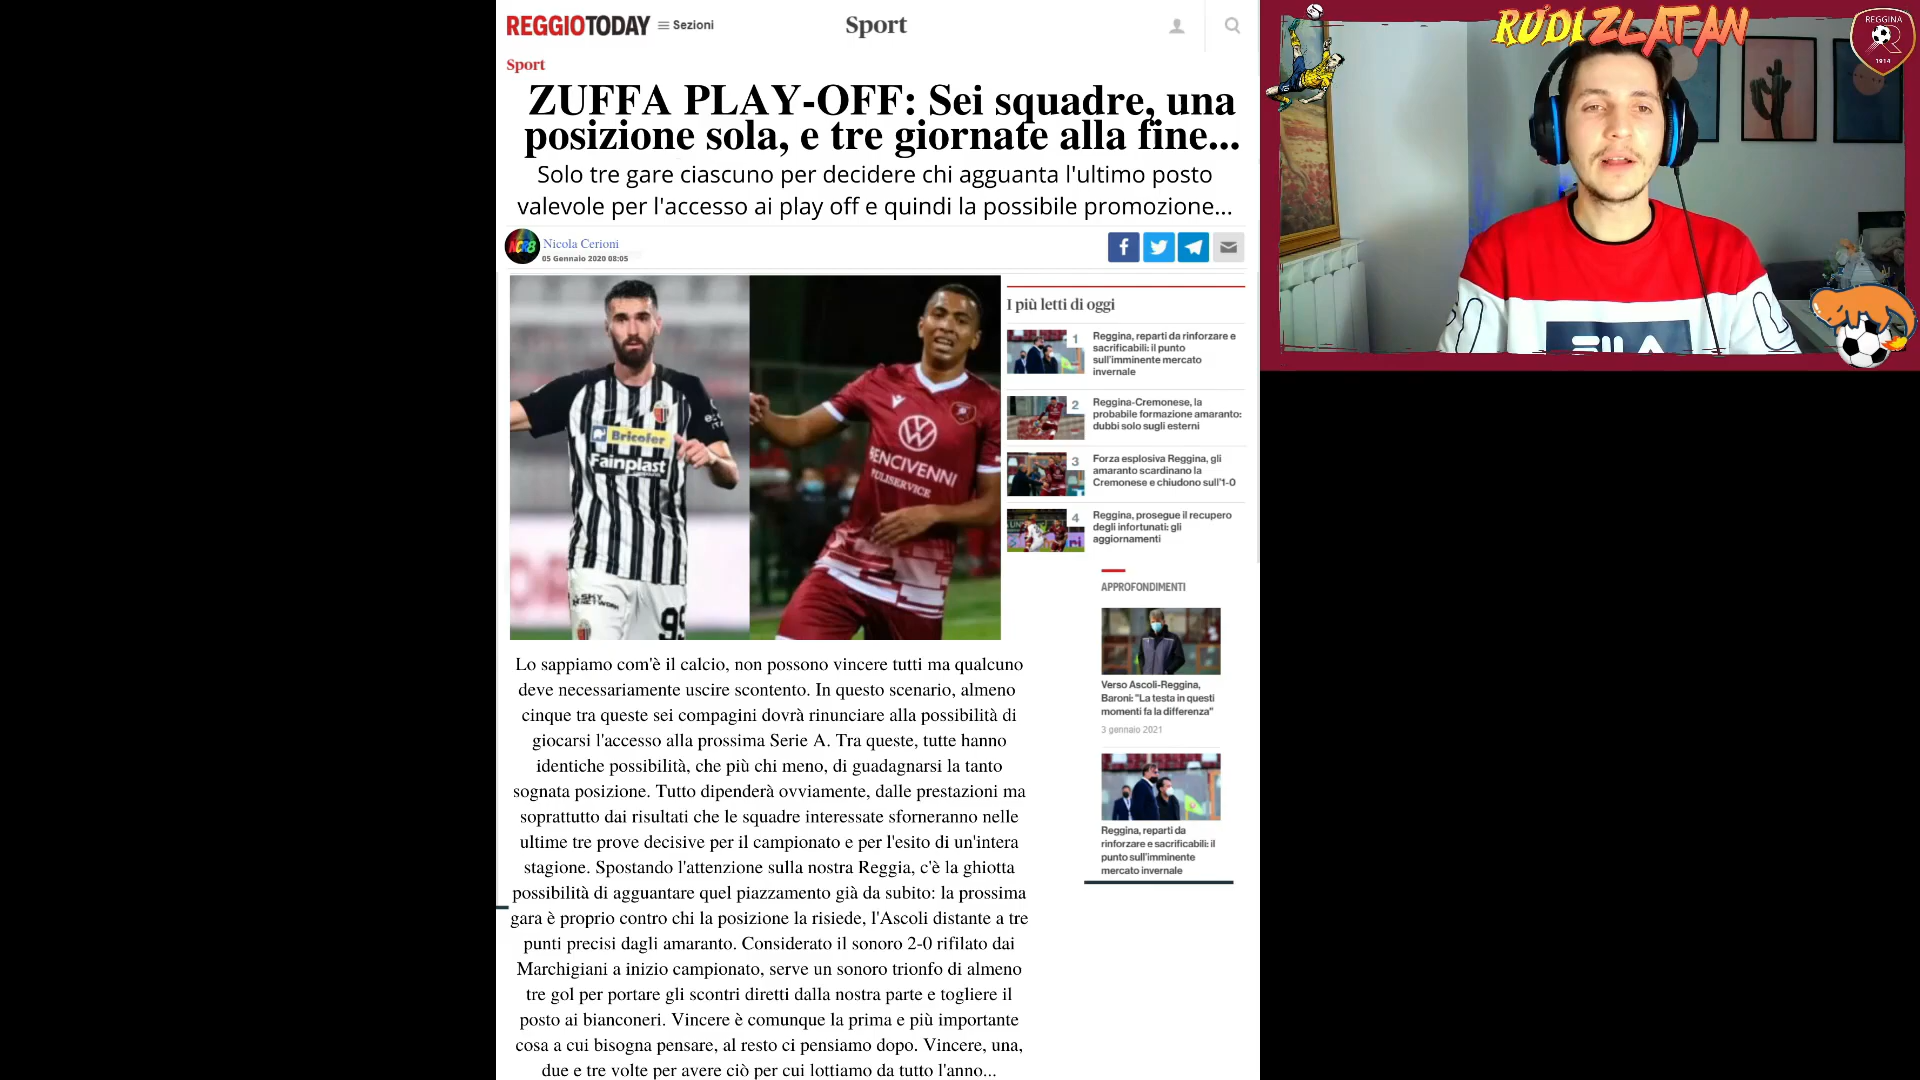 REGGIOTODAY
Sezioni
Sport
Sport
ZUFFA PLAY-OFF: Sei squadre, una
posizione sola, e tre giornate alla fine...
Solo tre gare ciascuno per decidere chi agguanta l'ultimo posto
valevole per l'accesso ai play off e quindi la possibile promozione...
NCR8
Nicola Cerioni
05 Gennaio 2020 08:05
Bricofer
Fainplast
SKY
NETWORK
99
BENCIVENNI
PULISERVICE
I più letti di oggi
1
Reggina, reparti da rinforzare e
sacrificabili: il punto
sull'imminente mercato
invernale
2
Reggina-Cremonese, la
probabile formazione amaranto:
dubbi solo sugli esterni
3
Forza esplosiva Reggina, gli
amaranto scardinano la
Cremonese e chiudono sull'1-0
4
Reggina, prosegue il recupero
degli infortunati: gli
aggiornamenti
APPROFONDIMENTI
Verso Ascoli-Reggina,
Baroni: "La testa in questi
momenti fa la differenza"
3 gennaio 2021
Reggina, reparti da
rinforzare e sacrificabili: il
punto sull'imminente
mercato invernale
Lo sappiamo com'è il calcio, non possono vincere tutti ma qualcuno
deve necessariamente uscire scontento. In questo scenario, almeno
cinque tra queste sei compagini dovrà rinunciare alla possibilità di
giocarsi l'accesso alla prossima Serie A. Tra queste, tutte hanno
identiche possibilità, che più chi meno, di guadagnarsi la tanto
sognata posizione. Tutto dipenderà ovviamente, dalle prestazioni ma
soprattutto dai risultati che le squadre interessate sforneranno nelle
ultime tre prove decisive per il campionato e per l'esito di un'intera
stagione. Spostando l'attenzione sulla nostra Reggia, c'è la ghiotta
possibilità di agguantare quel piazzamento già da subito: la prossima
gara è proprio contro chi la posizione la risiede, l'Ascoli distante a tre
punti precisi dagli amaranto. Considerato il sonoro 2-0 rifilato dai
Marchigiani a inizio campionato, serve un sonoro trionfo di almeno
tre gol per portare gli scontri diretti dalla nostra parte e togliere il
posto ai bianconeri. Vincere è comunque la prima e più importante
cosa a cui bisogna pensare, al resto ci pensiamo dopo. Vincere, una,
due e tre volte per avere ciò per cui lottiamo da tutto l'anno...
RUDIZLATAN
REGGINA
1914
FILA